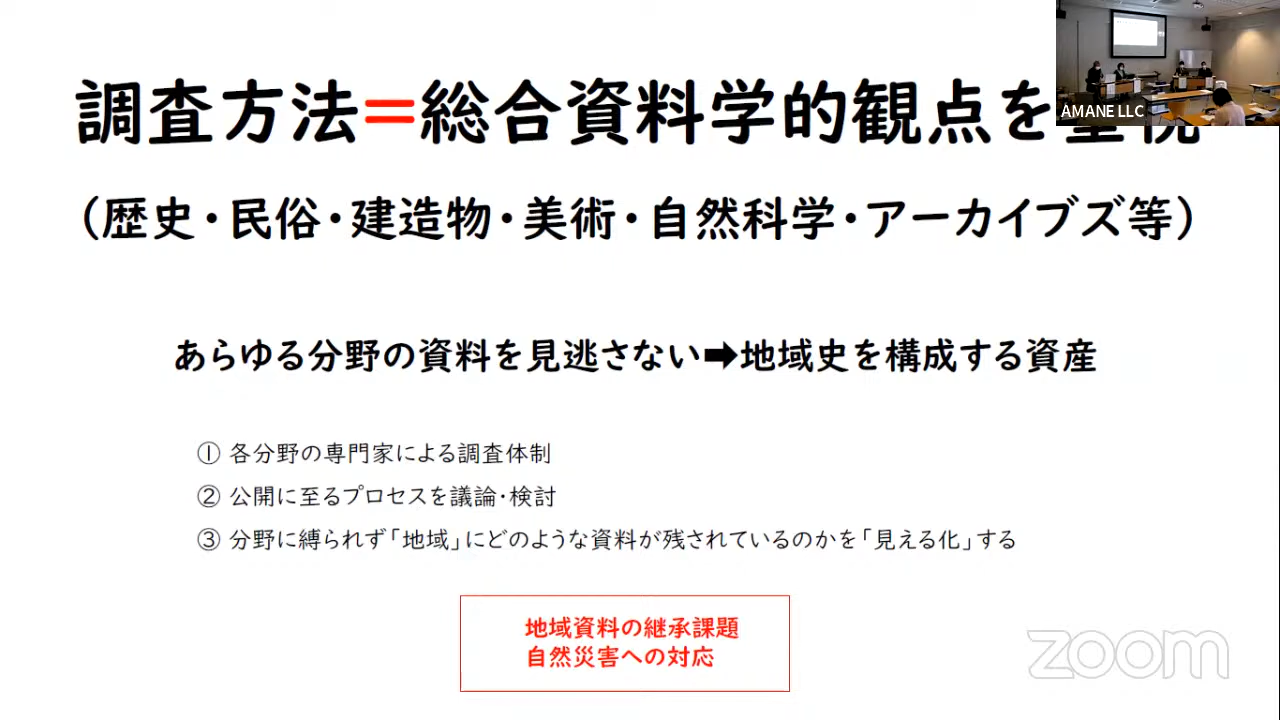 調査方法=総合資料学的観点を
AMANE LLC
(歴史・民俗・建造物・美術・自然科学・アーカイブズ等)
あらゆる分野の資料を見逃さない➡地域史を構成する資産
① 各分野の専門家による調査体制
② 公開に至るプロセスを議論・検討
③ 分野に縛られず「地域」にどのような資料が残されているのかを「見える化」する
地域資料の継承課題
自然災害への対応
zoom